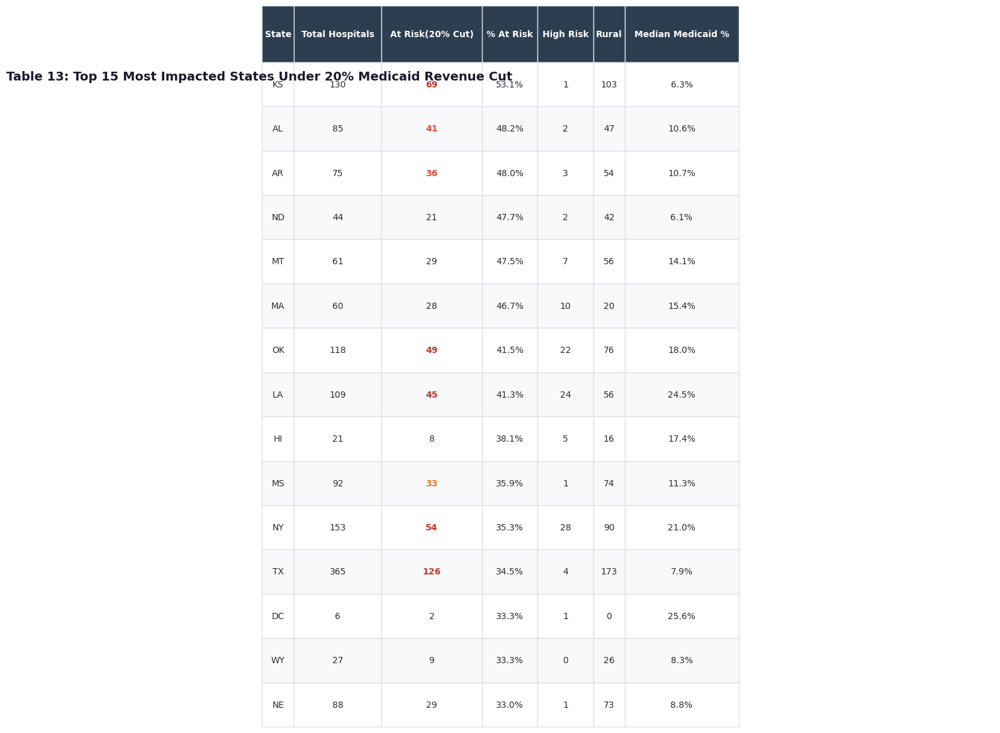 State Total Hospitals At Risk(20% Cut) % At Risk High Risk Rural Median Medicaid %
Table 13: Top 15 Most Impacted States Under 20% Medicaid Revenue Cut
KS 130 69 53.1% 1 103 6.3%
AL 85 41 48.2% 2 47 10.6%
AR 75 36 48.0% 3 54 10.7%
ND 44 21 47.7% 2 42 6.1%
MT 61 29 47.5% 7 56 14.1%
MA 60 28 46.7% 10 20 15.4%
OK 118 49 41.5% 22 76 18.0%
LA 109 45 41.3% 24 56 24.5%
HI 21 8 38.1% 5 16 17.4%
MS 92 33 35.9% 1 74 11.3%
NY 153 54 35.3% 28 90 21.0%
TX 365 126 34.5% 4 173 7.9%
DC 6 2 33.3% 1 0 25.6%
WY 27 9 33.3% 0 26 8.3%
NE 88 29 33.0% 1 73 8.8%